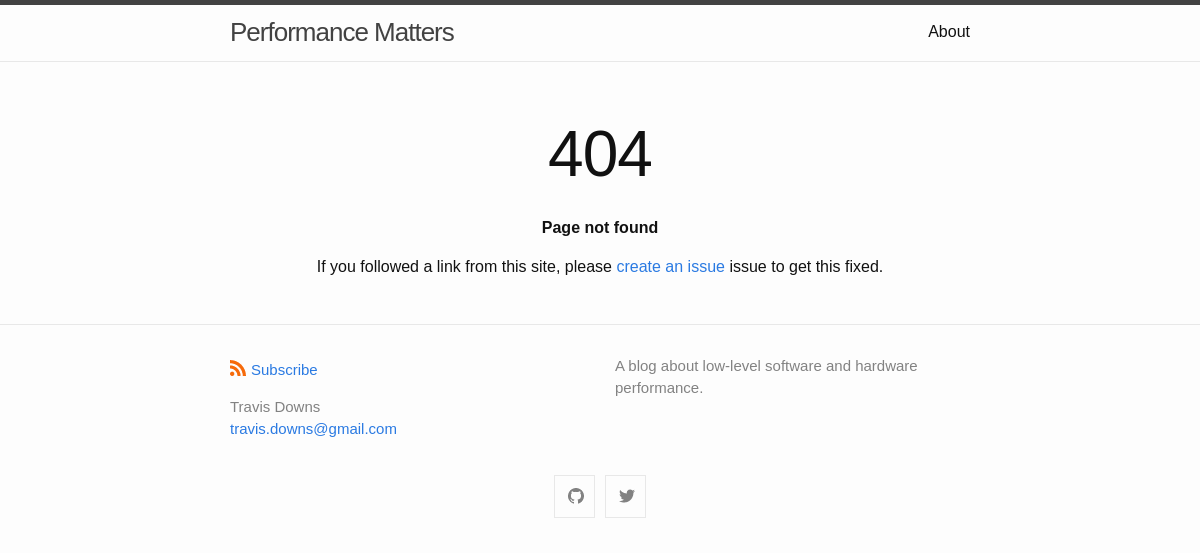 Performance Matters
About
404
Page not found
If you followed a link from this site, please create an issue issue to get this fixed.
Subscribe
Travis Downs
travis.downs@gmail.com
A blog about low-level software and hardware
performance.